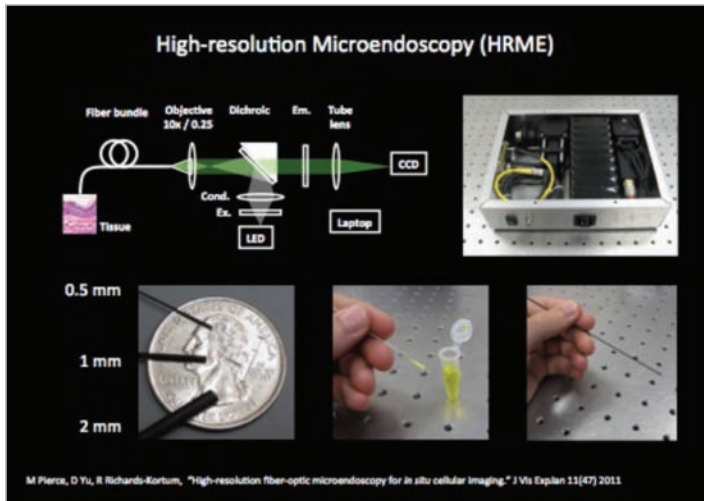 High-resolution Microendoscopy (HRME)
Fiber bundle
Objective
10x / 0.25
Dichroic
Em.
Tube
lens
CCD
Cond.
Ex.
LED
Laptop
Tissue
0.5 mm
1 mm
2 mm
M Pierce, D Yu, R Richards-Kortum, "High-resolution fiber-optic microendoscopy for in situ cellular imaging." J Vis ExpJan 11(47) 2011